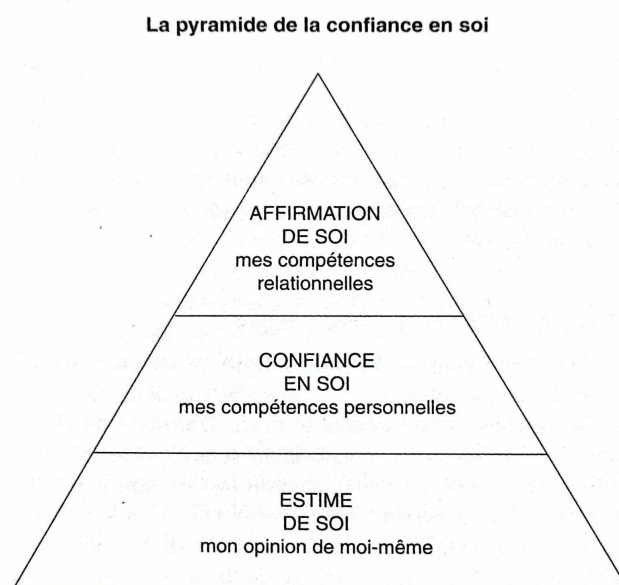 La pyramide de la confiance en soi
AFFIRMATION
DE SOI
mes compétences
relationnelles
CONFIANCE
EN SOI
mes compétences personnelles
ESTIME
DE SOI
mon opinion de moi-même